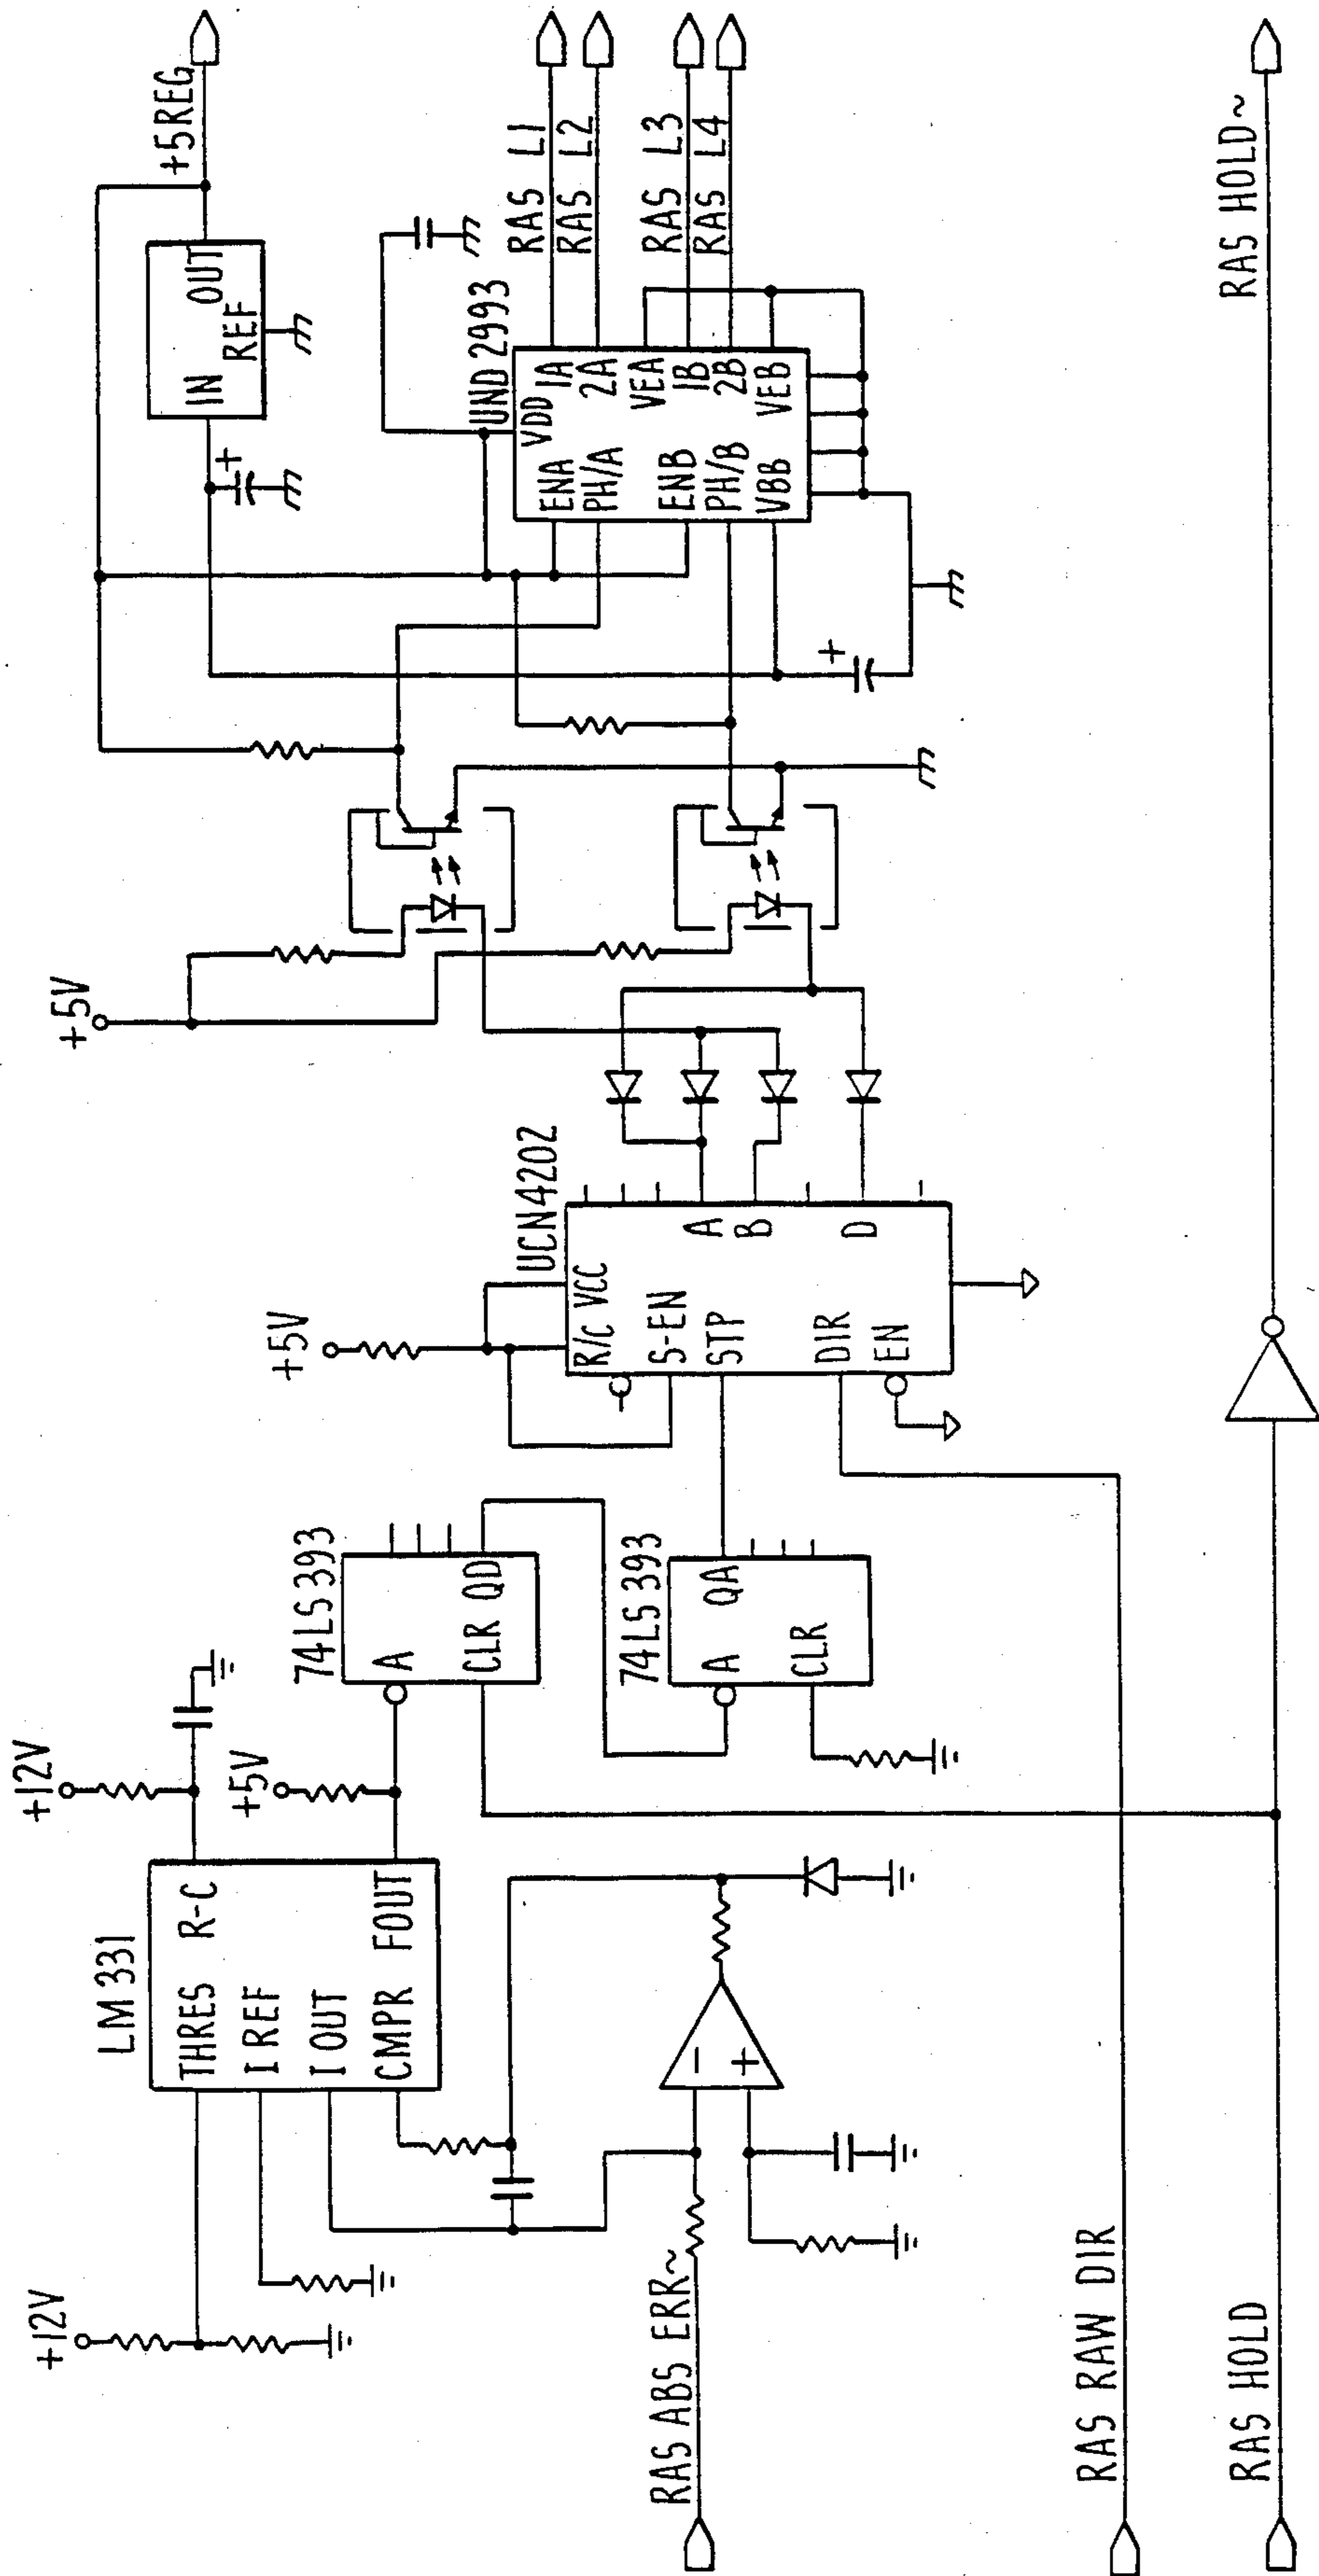 +12V
LM331
THRES
R-C
I REF
I OUT
CMPR
FOUT
+12V
+5V
74LS393
A
CLR
QD
74LS393
A
QA
CLR
RAS ABS ERR~
-
+
RAS RAW DIR
RAS HOLD
+5V
UCN4202
R/C
VCC
S-EN
STP
DIR
EN
A
B
D
+5V
IN
OUT
REF
+
+5REG
UND2993
VDD
ENA
PH/A
ENB
PH/B
VBB
1A
2A
VEA
1B
2B
VEB
+
RAS L1
RAS L2
RAS L3
RAS L4
RAS HOLD~